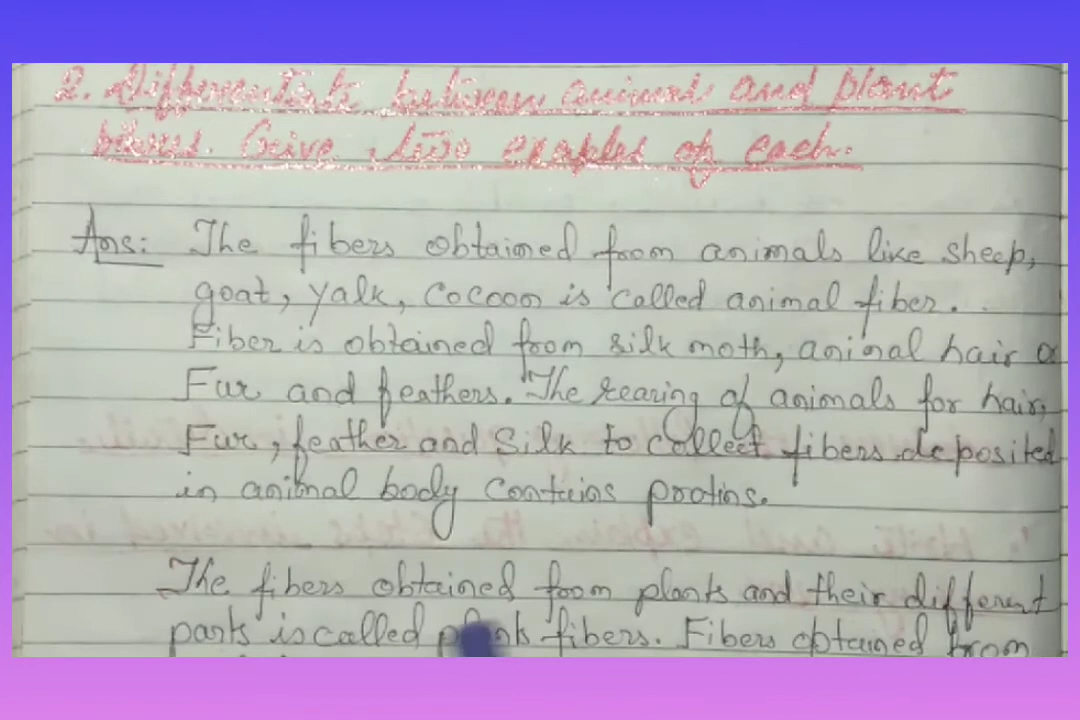 2. Differentiate between animal and plant
fibers. Give two examples of each.
Ans: The fibers obtained from animals like sheep,
goat, yalk, Cocoon is called animal fiber.
Fiber is obtained from silk moth, animal hair or
Fur and feathers. The rearing of animals for hair,
Fur, feather and silk to collect fibers deposited
in animal body contains protins.
The fibers obtained from plants and their different
parts is called plants fibers. Fibers obtained from